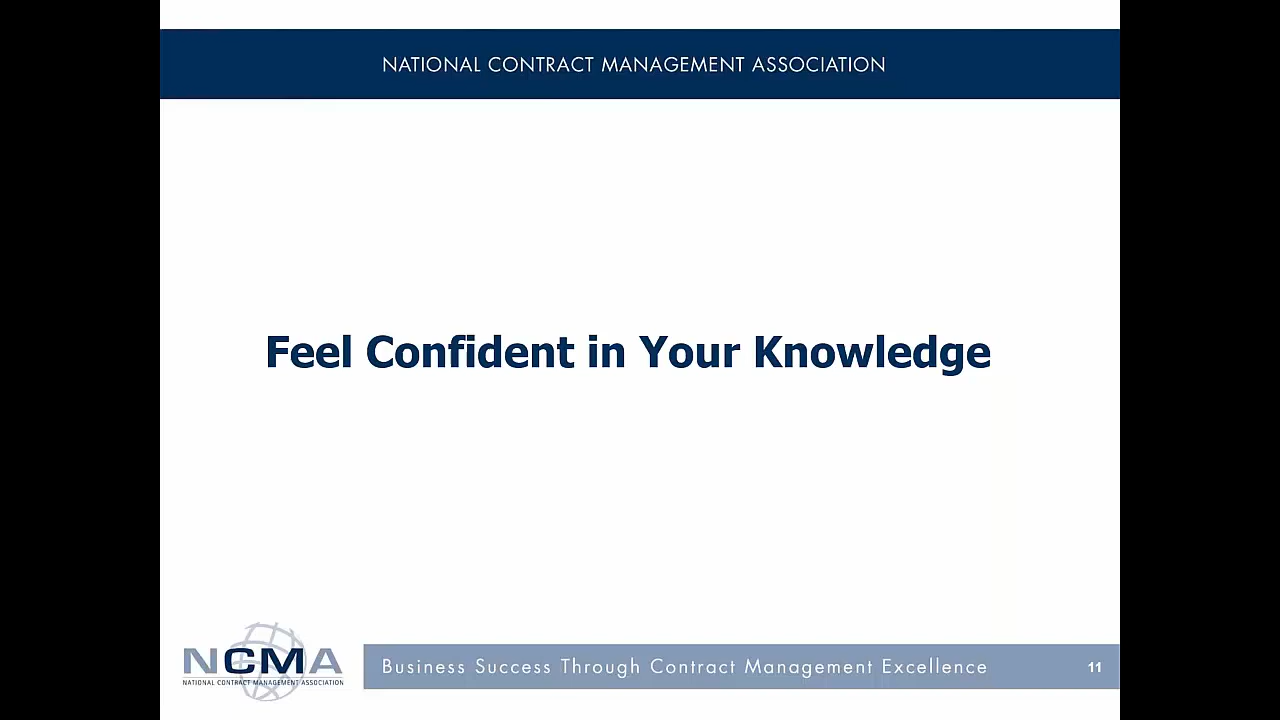 NATIONAL CONTRACT MANAGEMENT ASSOCIATION
Feel Confident in Your Knowledge
NCMA
NATIONAL CONTRACT MANAGEMENT ASSOCIATION
Business Success Through Contract Management Excellence
11